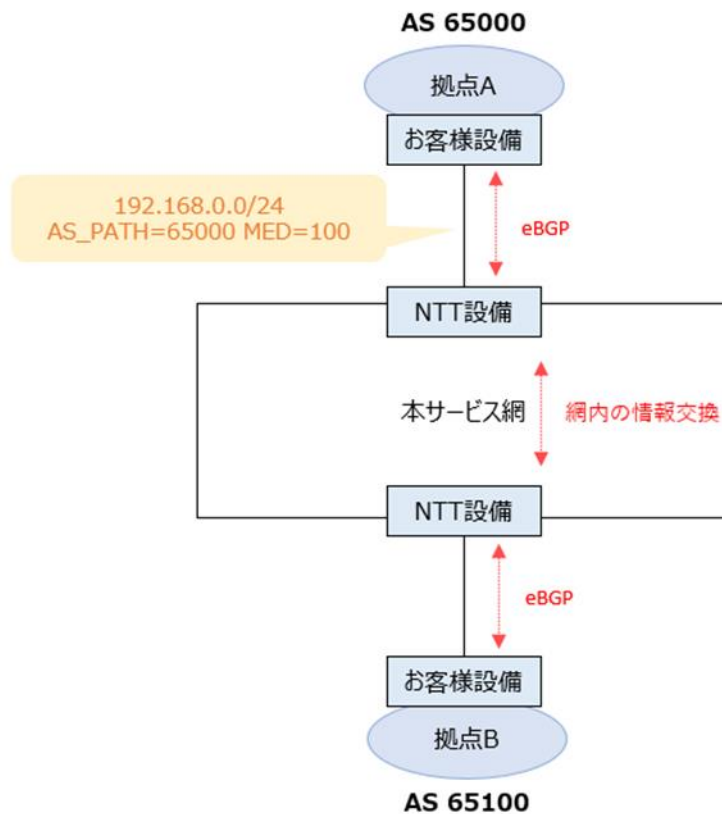 AS 65000
拠点A
お客様設備
192.168.0.0/24
AS_PATH=65000 MED=100
eBGP
NTT設備
本サービス網
網内の情報交換
NTT設備
eBGP
お客様設備
拠点B
AS 65100